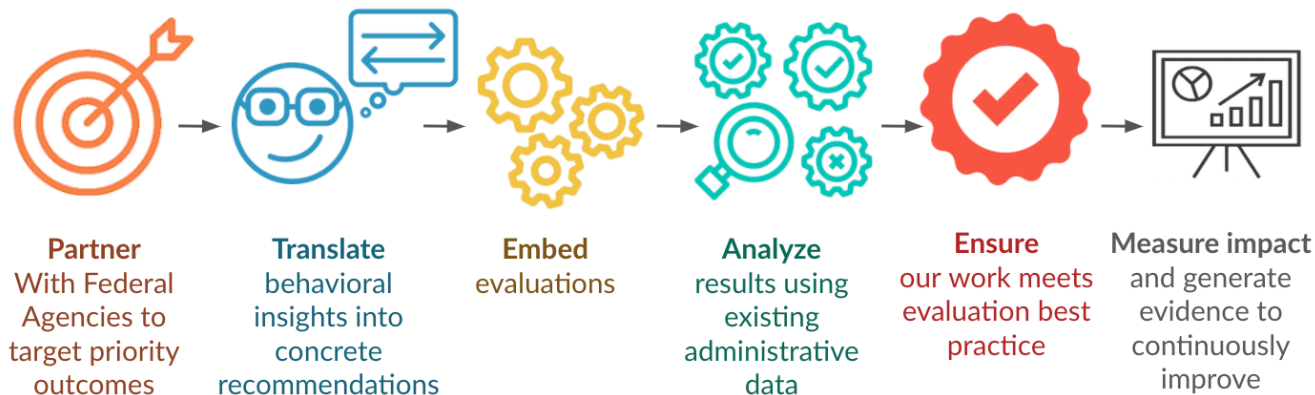 Partner
With Federal
Agencies to
target priority
outcomes
Translate
behavioral
insights into
concrete
recommendations
Embed
evaluations
Analyze
results using
existing
administrative
data
Ensure
our work meets
evaluation best
practice
Measure impact
and generate
evidence to
continuously
improve